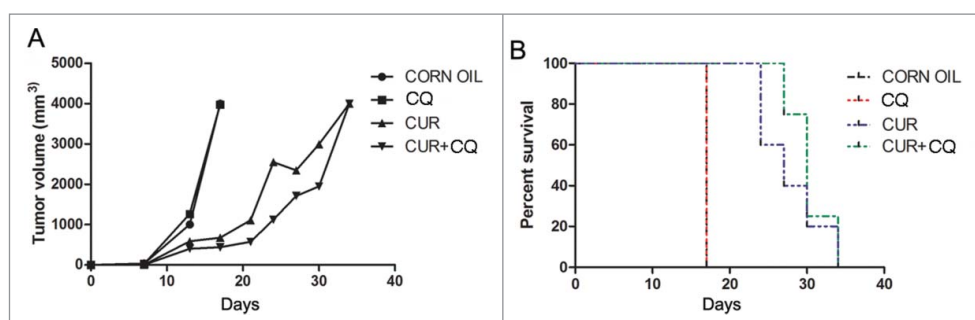 A
Tumor volume (mm³)
5000
4000
3000
2000
1000
0
0 10 20 30 40
Days
CORN OIL
CQ
CUR
CUR+CQ
B
Percent survival
100
80
60
40
20
0
0 10 20 30 40
Days
CORN OIL
CQ
CUR
CUR+CQ